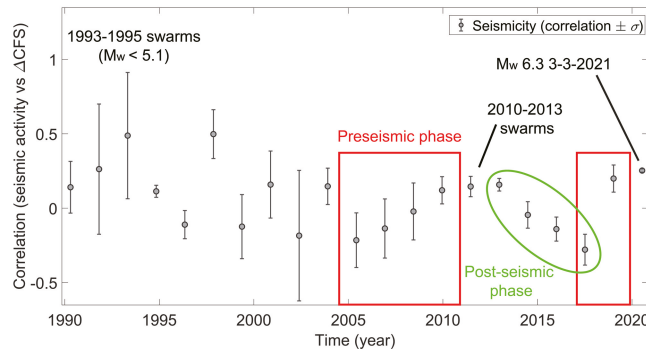 Correlation (seismic activity vs ΔCFS)
1
0.5
0
-0.5
1993-1995 swarms
(Mw < 5.1)
Seismicity (correlation ± σ)
Mw 6.3 3-3-2021
Preseismic phase
2010-2013
swarms
Post-seismic
phase
1990
1995
2000
2005
2010
2015
2020
Time (year)